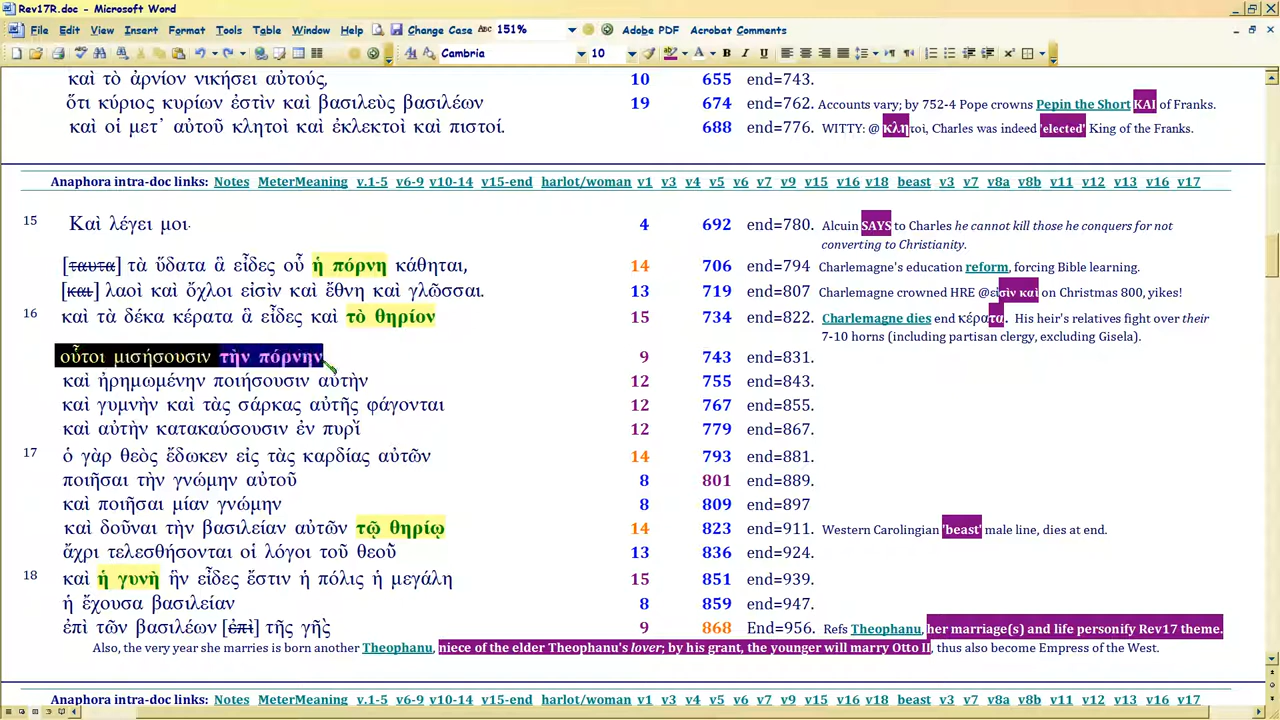 Rev17R.doc - Microsoft Word
File Edit View Insert Format Tools Table Window Help Change Case 151% Adobe PDF Acrobat Comments
Cambria 10
καὶ τὸ ἀρνίον νικήσει αὐτούς, 10 655 end=743.
ὅτι κύριος κυρίων ἐστὶν καὶ βασιλεὺς βασιλέων 19 674 end=762. Accounts vary; by 752-4 Pope crowns Pepin the Short ΚΑΙ of Franks.
καὶ οἱ μετ᾽ αὐτοῦ κλητοὶ καὶ ἐκλεκτοὶ καὶ πιστοί. 688 end=776. WITTY: @ κλητοι, Charles was indeed 'elected' King of the Franks.
Anaphora intra-doc links: Notes MeterMeaning v.1-5 v6-9 v10-14 v15-end harlot/woman v1 v3 v4 v5 v6 v7 v9 v15 v16 v18 beast v3 v7 v8a v8b v11 v12 v13 v16 v17
15 Καὶ λέγει μοι· 4 692 end=780. Alcuin SAYS to Charles he cannot kill those he conquers for not
converting to Christianity.
[ταυτα] τὰ ὕδατα ἃ εἶδες οὗ ἡ πόρνη κάθηται, 14 706 end=794 Charlemagne's education reform, forcing Bible learning.
[και] λαοὶ καὶ ὄχλοι εἰσὶν καὶ ἔθνη καὶ γλῶσσαι. 13 719 end=807 Charlemagne crowned HRE @εἰσὶν καὶ on Christmas 800, yikes!
16 καὶ τὰ δέκα κέρατα ἃ εἶδες καὶ τὸ θηρίον 15 734 end=822. Charlemagne dies end κέρατα. His heir's relatives fight over their
7-10 horns (including partisan clergy, excluding Gisela).
οὗτοι μισήσουσιν τὴν πόρνην 9 743 end=831.
καὶ ἠρημωμένην ποιήσουσιν αὐτὴν 12 755 end=843.
καὶ γυμνὴν καὶ τὰς σάρκας αὐτῆς φάγονται 12 767 end=855.
καὶ αὐτὴν κατακαύσουσιν ἐν πυρί 12 779 end=867.
17 ὁ γὰρ θεὸς ἔδωκεν εἰς τὰς καρδίας αὐτῶν 14 793 end=881.
ποιῆσαι τὴν γνώμην αὐτοῦ 8 801 end=889.
καὶ ποιῆσαι μίαν γνώμην 8 809 end=897
καὶ δοῦναι τὴν βασιλείαν αὐτῶν τῷ θηρίῳ 14 823 end=911. Western Carolingian 'beast' male line, dies at end.
ἄχρι τελεσθήσονται οἱ λόγοι τοῦ θεοῦ 13 836 end=924.
18 καὶ ἡ γυνὴ ἣν εἶδες ἔστιν ἡ πόλις ἡ μεγάλη 15 851 end=939.
ἡ ἔχουσα βασιλείαν 8 859 end=947.
ἐπὶ τῶν βασιλέων [ἐπὶ] τῆς γῆς 9 868 End=956. Refs Theophanu, her marriage(s) and life personify Rev17 theme.
Also, the very year she marries is born another Theophanu, niece of the elder Theophanu's lover; by his grant, the younger will marry Otto II, thus also become Empress of the West.
Anaphora intra-doc links: Notes MeterMeaning v.1-5 v6-9 v10-14 v15-end harlot/woman v1 v3 v4 v5 v6 v7 v9 v15 v16 v18 beast v3 v7 v8a v8b v11 v12 v13 v16 v17